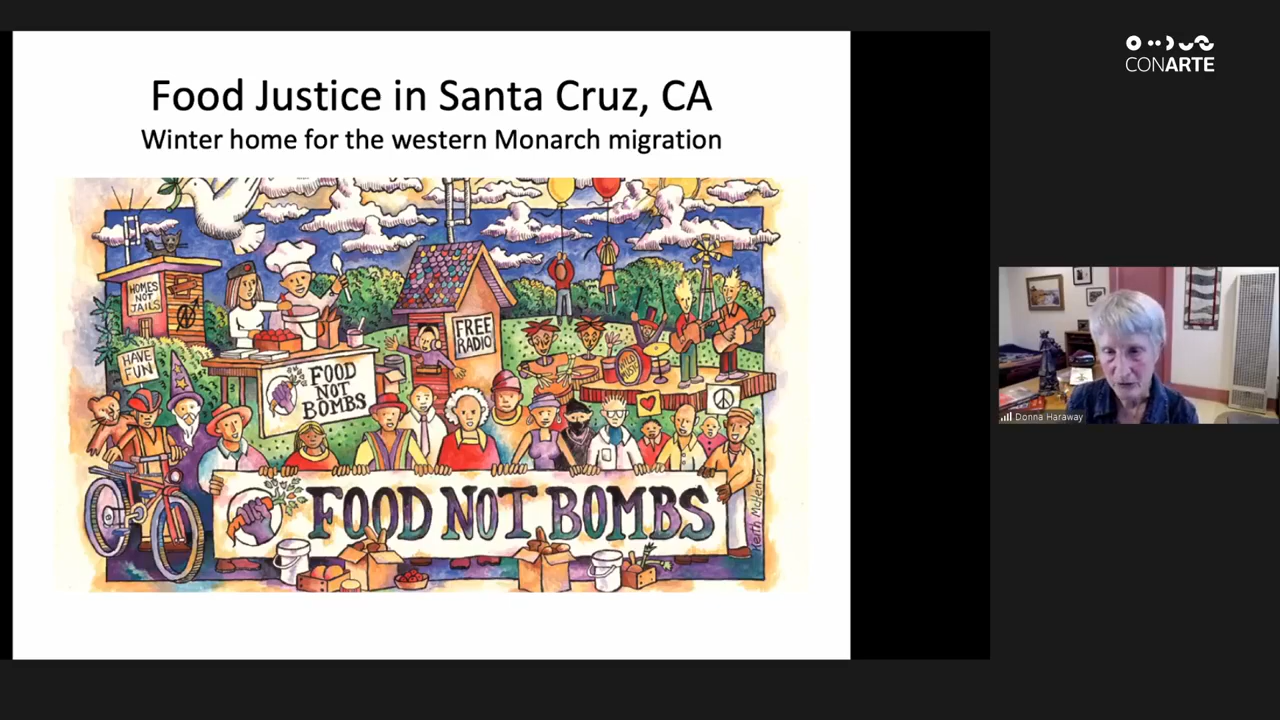 CONARTE
Food Justice in Santa Cruz, CA
Winter home for the western Monarch migration
HOMES
NOT
JAILS
FREE
RADIO
HAVE
FUN
FOOD
NOT
BOMBS
FOOD NOT BOMBS
Keith McHenry
Donna Haraway